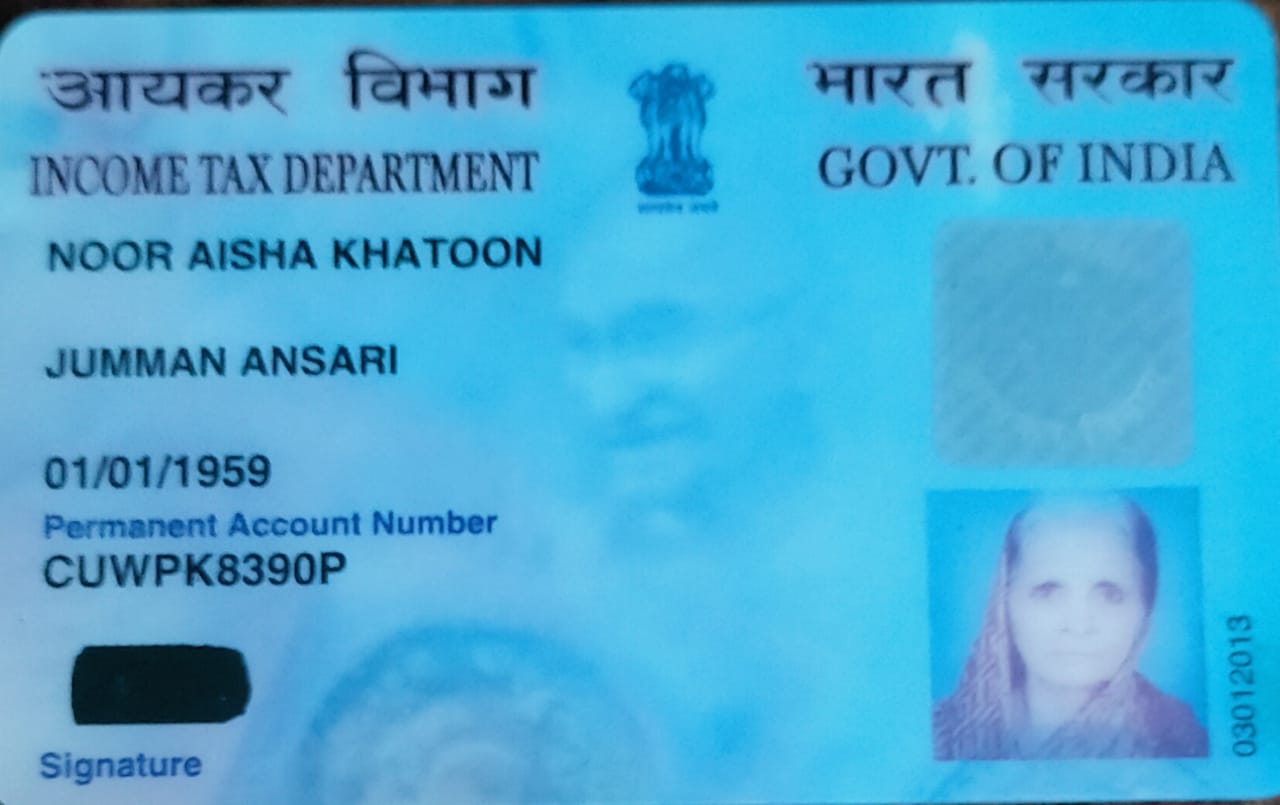 आयकर विभाग
भारत सरकार
INCOME TAX DEPARTMENT
GOVT. OF INDIA
NOOR AISHA KHATOON
JUMMAN ANSARI
01/01/1959
Permanent Account Number
CUWPK8390P
Signature
03012013